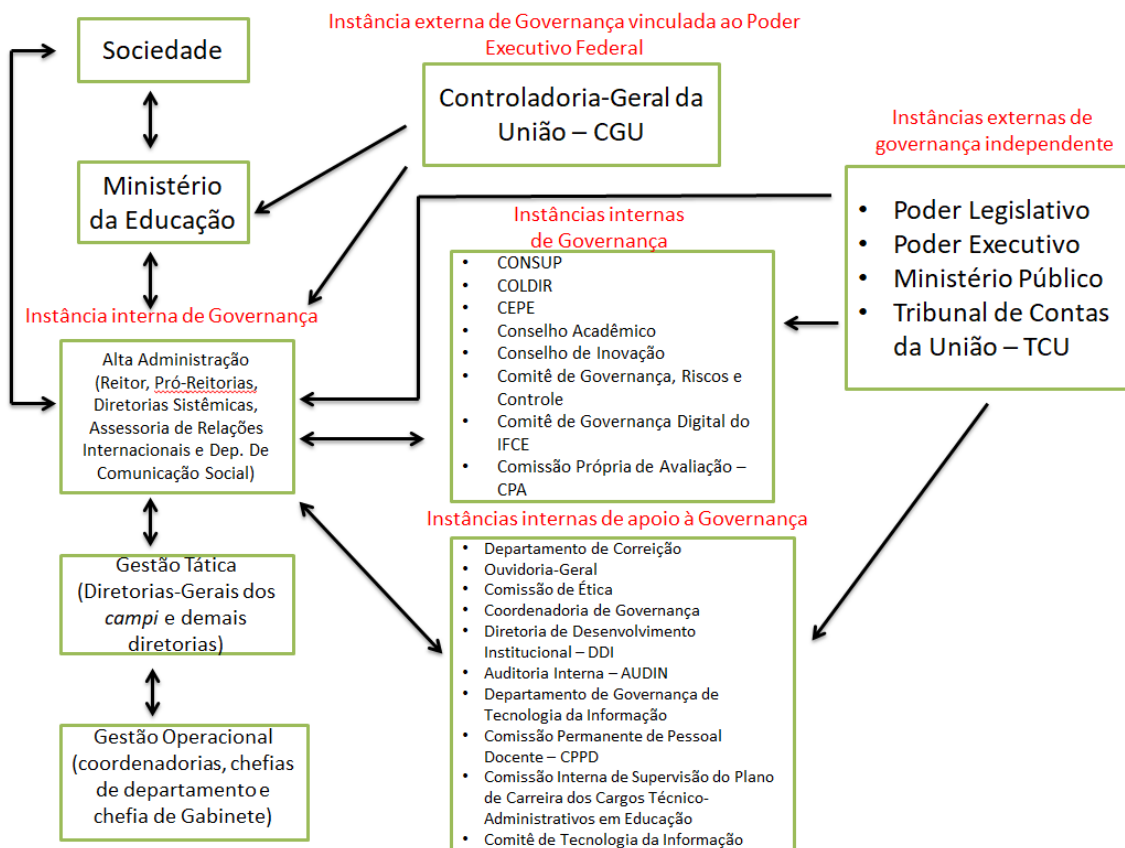 Instância externa de Governança vinculada ao Poder
Executivo Federal
Sociedade
Controladoria-Geral da
União – CGU
Instâncias externas de
governança independente
Ministério
da Educação
• Poder Legislativo
• Poder Executivo
• Ministério Público
• Tribunal de Contas
da União – TCU
Instâncias internas
de Governança
• CONSUP
• COLDIR
• CEPE
• Conselho Acadêmico
• Conselho de Inovação
• Comitê de Governança, Riscos e
Controle
• Comitê de Governança Digital do
IFCE
• Comissão Própria de Avaliação –
CPA
Instância interna de Governança
Alta Administração
(Reitor, Pró-Reitorias,
Diretorias Sistêmicas,
Assessoria de Relações
Internacionais e Dep. De
Comunicação Social)
Instâncias internas de apoio à Governança
• Departamento de Correição
• Ouvidoria-Geral
• Comissão de Ética
• Coordenadoria de Governança
• Diretoria de Desenvolvimento
Institucional – DDI
• Auditoria Interna – AUDIN
• Departamento de Governança de
Tecnologia da Informação
• Comissão Permanente de Pessoal
Docente – CPPD
• Comissão Interna de Supervisão do Plano
de Carreira dos Cargos Técnico-
Administrativos em Educação
• Comitê de Tecnologia da Informação
Gestão Tática
(Diretorias-Gerais dos
campi e demais
diretorias)
Gestão Operacional
(coordenadorias, chefias
de departamento e
chefia de Gabinete)